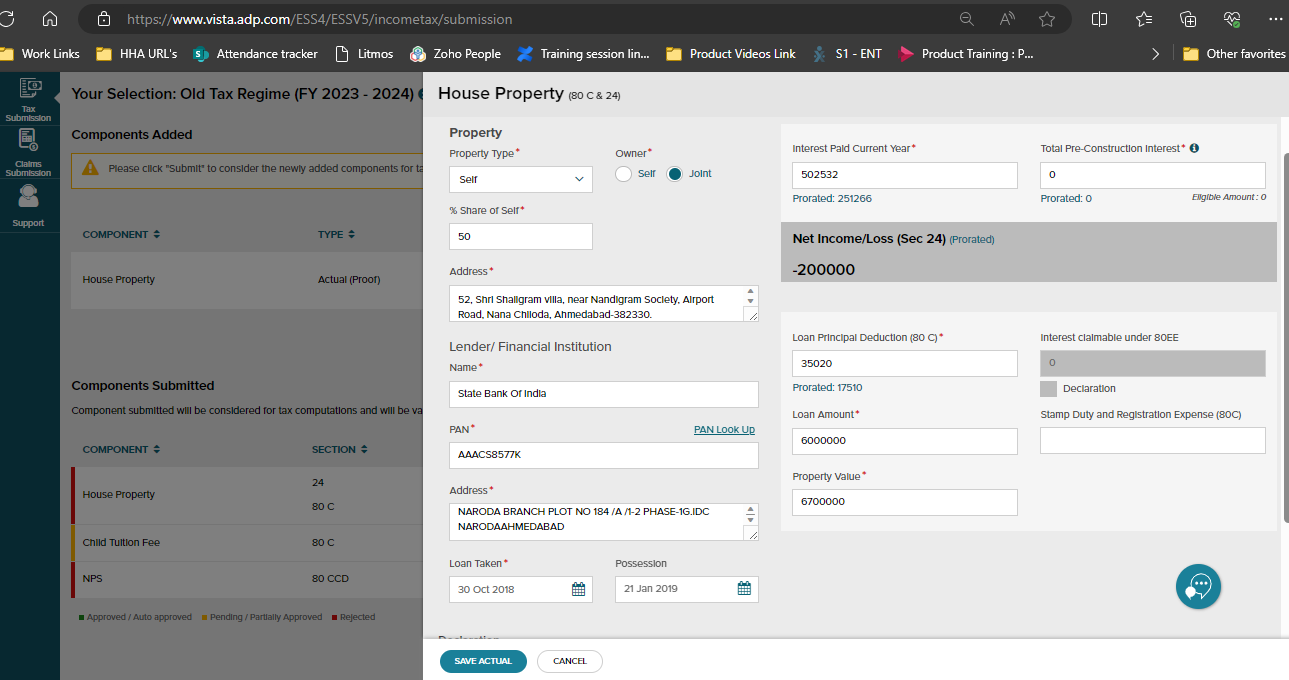 https://www.vista.adp.com/ESS4/ESSV5/incometax/submission
Work Links
HHA URL's
Attendance tracker
Litmos
Zoho People
Training session lin...
Product Videos Link
S1 - ENT
Product Training : P...
Other favorites
Tax
Submission
Claims
Submission
Support
Your Selection: Old Tax Regime (FY 2023 - 2024)
Components Added
Please click "Submit" to consider the newly added components for ta
COMPONENT
TYPE
House Property
Actual (Proof)
Components Submitted
Component submitted will be considered for tax computations and will be va
COMPONENT
SECTION
House Property
24
80 C
Child Tuition Fee
80 C
NPS
80 CCD
Approved / Auto approved
Pending / Partially Approved
Rejected
House Property (80 C & 24)
Property
Property Type*
Self
Owner*
Self
Joint
% Share of Self*
50
Address*
52, Shri Shaligram villa, near Nandigram Society, Airport
Road, Nana Chiloda, Ahmedabad-382330.
Lender/ Financial Institution
Name*
State Bank Of India
PAN*
PAN Look Up
AAACS8577K
Address*
NARODA BRANCH PLOT NO 184 /A /1-2 PHASE-1G.IDC
NARODAAHMEDABAD
Loan Taken*
30 Oct 2018
Possession
21 Jan 2019
Interest Paid Current Year*
502532
Prorated: 251266
Total Pre-Construction Interest*
0
Prorated: 0
Eligible Amount : 0
Net Income/Loss (Sec 24) (Prorated)
-200000
Loan Principal Deduction (80 C)*
35020
Prorated: 17510
Interest claimable under 80EE
0
Declaration
Loan Amount*
6000000
Stamp Duty and Registration Expense (80C)
Property Value*
6700000
Declaration
SAVE ACTUAL
CANCEL